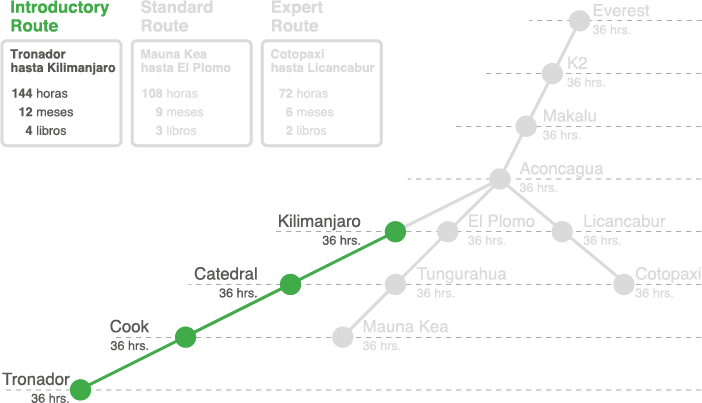 Introductory
Route
Tronador
hasta Kilimanjaro
144 horas
12 meses
4 libros
Standard
Route
Mauna Kea
hasta El Plomo
108 horas
9 meses
3 libros
Expert
Route
Cotopaxi
hasta Licancabur
72 horas
6 meses
2 libros
Everest
36 hrs.
K2
36 hrs.
Makalu
36 hrs.
Aconcagua
36 hrs.
Kilimanjaro
36 hrs.
El Plomo
36 hrs.
Licancabur
36 hrs.
Catedral
36 hrs.
Tungurahua
36 hrs.
Cotopaxi
36 hrs.
Cook
36 hrs.
Mauna Kea
36 hrs.
Tronador
36 hrs.